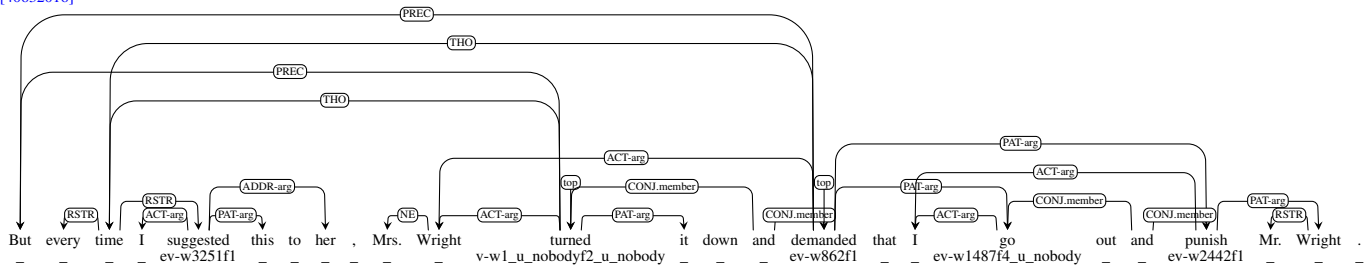 PREC
THO
PREC
THO
ACT-arg PAT-arg
top CONJ.member top ACT-arg
RSTR ADDR-arg PAT-arg CONJ.member PAT-arg
RSTR ACT-arg PAT-arg NE ACT-arg PAT-arg CONJ.member ACT-arg CONJ.member RSTR
But every time I suggested this to her , Mrs. Wright turned it down and demanded that I go out and punish Mr. Wright .
_ _ _ _ ev-w3251f1 _ _ _ _ _ _ v-w1_u_nobodyf2_u_nobody _ _ _ ev-w862f1 _ _ ev-w1487f4_u_nobody _ _ ev-w2442f1 _ _ _